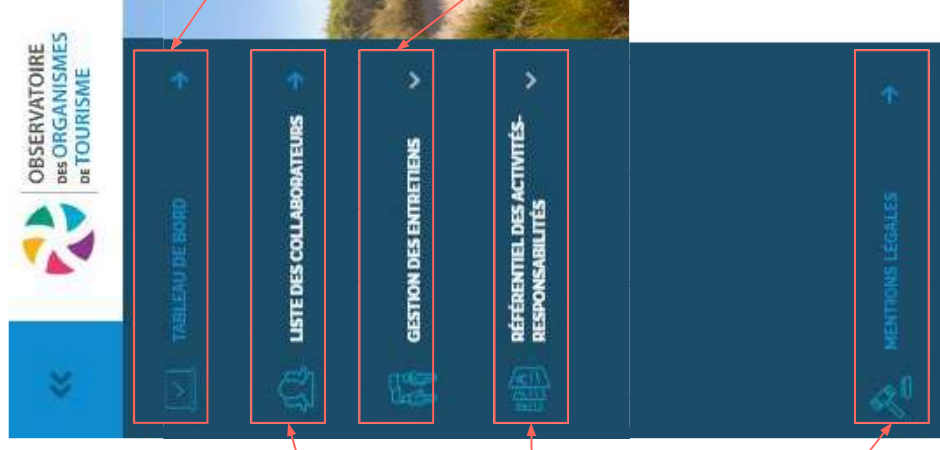 OBSERVATOIRE
DES ORGANISMES
DE TOURISME
TABLEAU DE BORD
LISTE DES COLLABORATEURS
GESTION DES ENTRETIENS
RÉFÉRENTIEL DES ACTIVITÉS-
RESPONSABILITÉS
MENTIONS LÉGALES